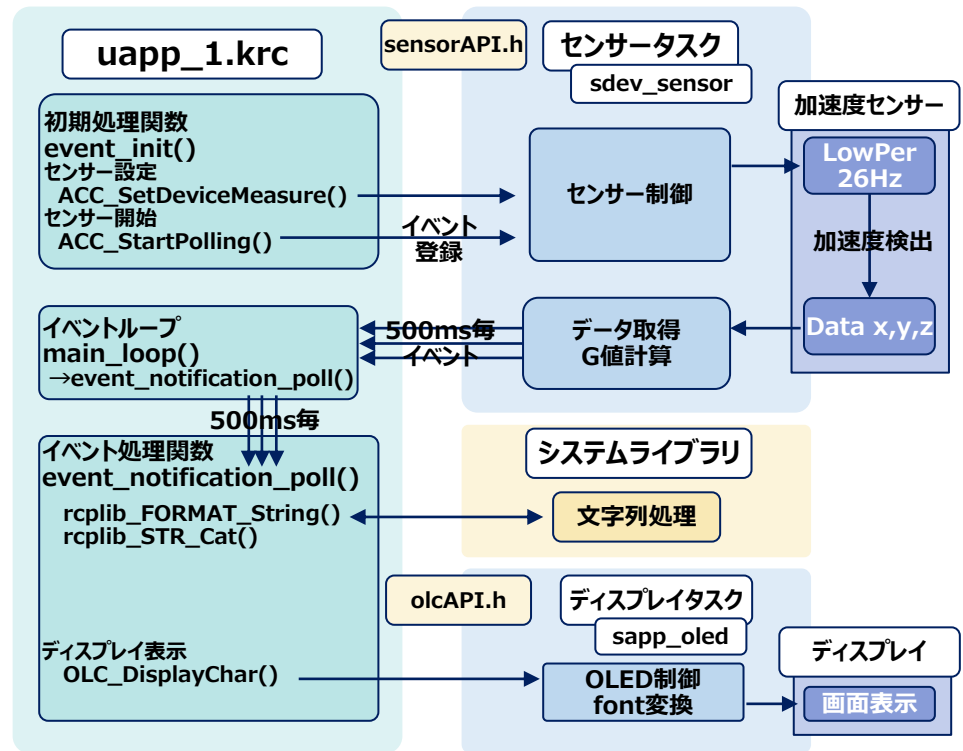 uapp_1.krc
初期処理関数
event_init()
センサー設定
ACC_SetDeviceMeasure()
センサー開始
ACC_StartPolling()
イベント
登録
sensorAPI.h
センサータスク
sdev_sensor
センサー制御
加速度センサー
LowPer
26Hz
加速度検出
Data x,y,z
データ取得
G値計算
500ms毎
イベント
イベントループ
main_loop()
→event_notification_poll()
500ms毎
イベント処理関数
event_notification_poll()
rcplib_FORMAT_String()
rcplib_STR_Cat()
システムライブラリ
文字列処理
olcAPI.h
ディスプレイタスク
sapp_oled
ディスプレイ表示
OLC_DisplayChar()
OLED制御
font変換
ディスプレイ
画面表示